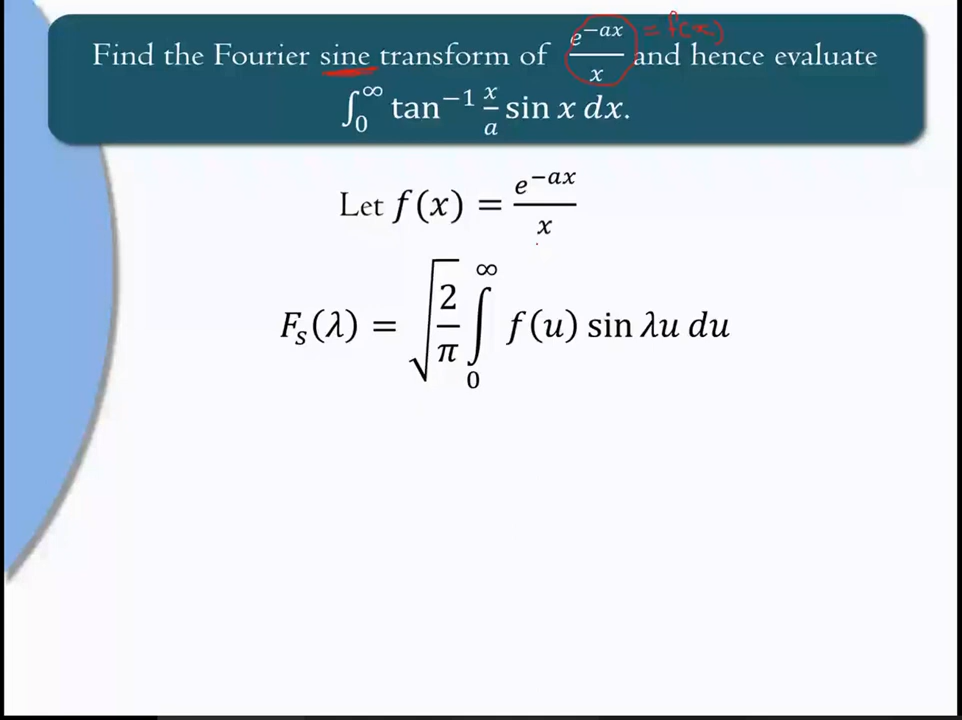 Find the Fourier sine transform of e^{-ax}/x = f(x) and hence evaluate
∫_0^∞ tan^{-1} x/a sin x dx.
Let f(x) = e^{-ax}/x
F_s(λ) = √(2/π) ∫_0^∞ f(u) sin λu du